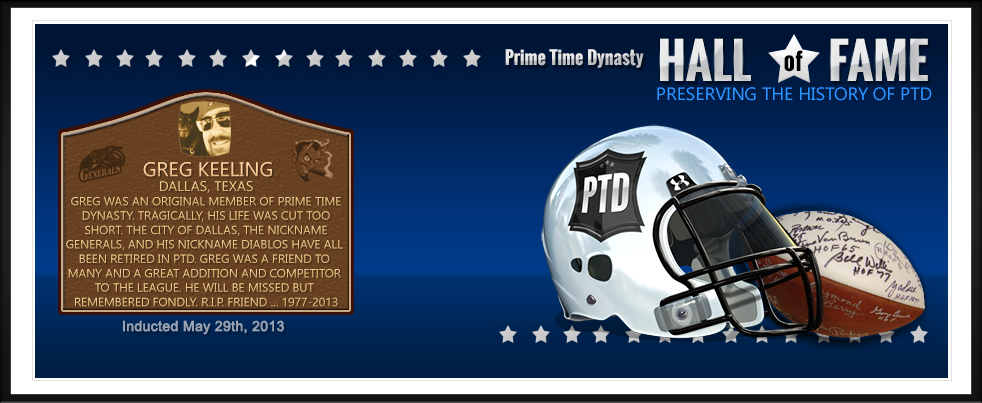 Prime Time Dynasty HALL of FAME
PRESERVING THE HISTORY OF PTD
GENERALS
GREG KEELING
DALLAS, TEXAS
GREG WAS AN ORIGINAL MEMBER OF PRIME TIME
DYNASTY. TRAGICALLY, HIS LIFE WAS CUT TOO
SHORT. THE CITY OF DALLAS, THE NICKNAME
GENERALS, AND HIS NICKNAME DIABLOS HAVE ALL
BEEN RETIRED IN PTD. GREG WAS A FRIEND TO
MANY AND A GREAT ADDITION AND COMPETITOR
TO THE LEAGUE. HE WILL BE MISSED BUT
REMEMBERED FONDLY. R.I.P. FRIEND ... 1977-2013
Inducted May 29th, 2013
PTD
Van Buren
HOF 65
Bill Willis
HOF 77